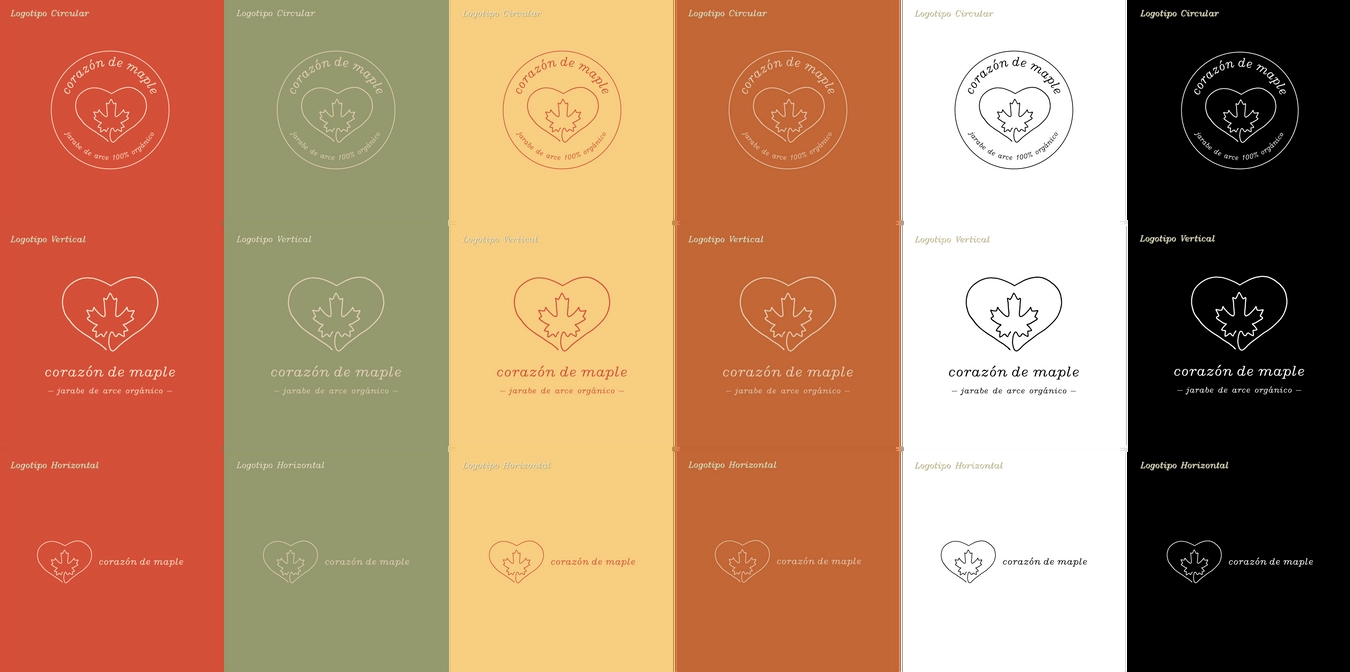 Logotipo Circular
Logotipo Circular
Logotipo Circular
Logotipo Circular
Logotipo Circular
Logotipo Circular
corazón de maple
jarabe de arce 100% orgánico
corazón de maple
jarabe de arce 100% orgánico
corazón de maple
jarabe de arce 100% orgánico
corazón de maple
jarabe de arce 100% orgánico
corazón de maple
jarabe de arce 100% orgánico
corazón de maple
jarabe de arce 100% orgánico
Logotipo Vertical
Logotipo Vertical
Logotipo Vertical
Logotipo Vertical
Logotipo Vertical
Logotipo Vertical
corazón de maple
— jarabe de arce orgánico —
corazón de maple
— jarabe de arce orgánico —
corazón de maple
— jarabe de arce orgánico —
corazón de maple
— jarabe de arce orgánico —
corazón de maple
— jarabe de arce orgánico —
corazón de maple
— jarabe de arce orgánico —
Logotipo Horizontal
Logotipo Horizontal
Logotipo Horizontal
Logotipo Horizontal
Logotipo Horizontal
Logotipo Horizontal
corazón de maple
corazón de maple
corazón de maple
corazón de maple
corazón de maple
corazón de maple